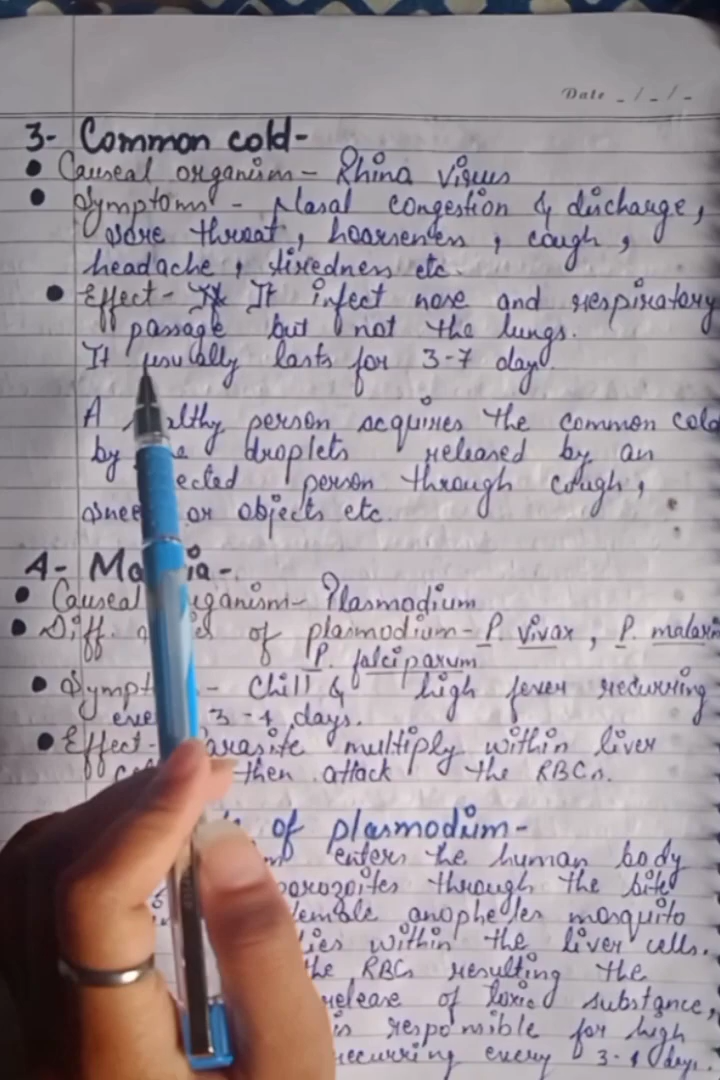 Date _ / _ / _
3- Common cold-
Causeal organism- Rhino Virus
Symptoms - Nasal congestion & discharge,
sore throat, hoarseness, cough,
headache, tiredness etc.
Effect- It infect nose and respiratory
passage but not the lungs.
It usually lasts for 3-7 days.
A person acquires the common cold
by droplets released by an
person through cough,
or objects etc.
4-
Causeal Plasmodium
Diff. of plasmodium- P. vivax, P.
P. falciparum
- Chill & high fever recurring
3-4 days.
Effect- multiply within liver
then attack the RBCs.
of plasmodium-
enters the human body
through the bite
female anopheles mosquito
within the liver cells.
the RBCs resulting the
release of toxic substance,
is responsible for high
recurring every 3-4 days.